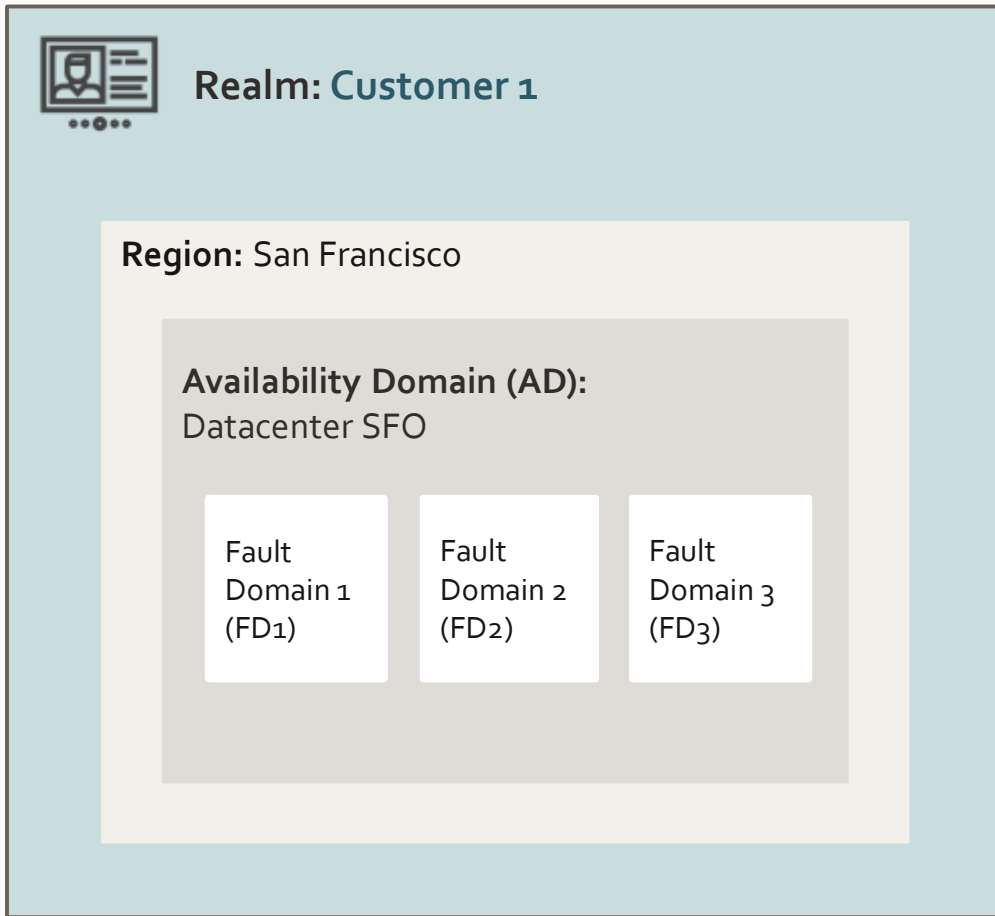 Realm: Customer 1
Region: San Francisco
Availability Domain (AD):
Datacenter SFO
Fault
Domain 1
(FD1)
Fault
Domain 2
(FD2)
Fault
Domain 3
(FD3)